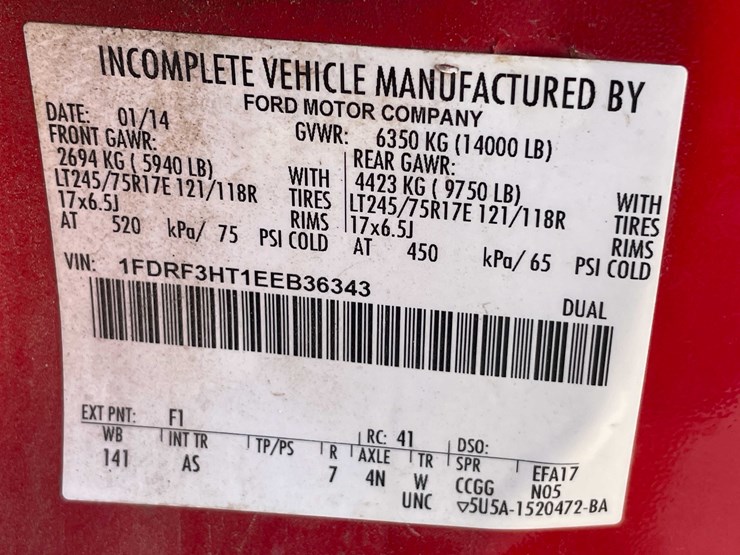 INCOMPLETE VEHICLE MANUFACTURED BY
FORD MOTOR COMPANY
DATE: 01/14 GVWR: 6350 KG (14000 LB)
FRONT GAWR: REAR GAWR:
2694 KG ( 5940 LB) WITH 4423 KG ( 9750 LB) WITH
LT245/75R17E 121/118R TIRES LT245/75R17E 121/118R TIRES
17x6.5J RIMS 17x6.5J RIMS
AT 520 kPa/ 75 PSI COLD AT 450 kPa/ 65 PSI COLD
VIN: 1FDRF3HT1EEB36343
DUAL
EXT PNT: F1 RC: 41 DSO:
WB INT TR TP/PS R AXLE TR SPR EFA17
141 AS 7 4N W CCGG N05
UNC ▽5U5A-1520472-BA